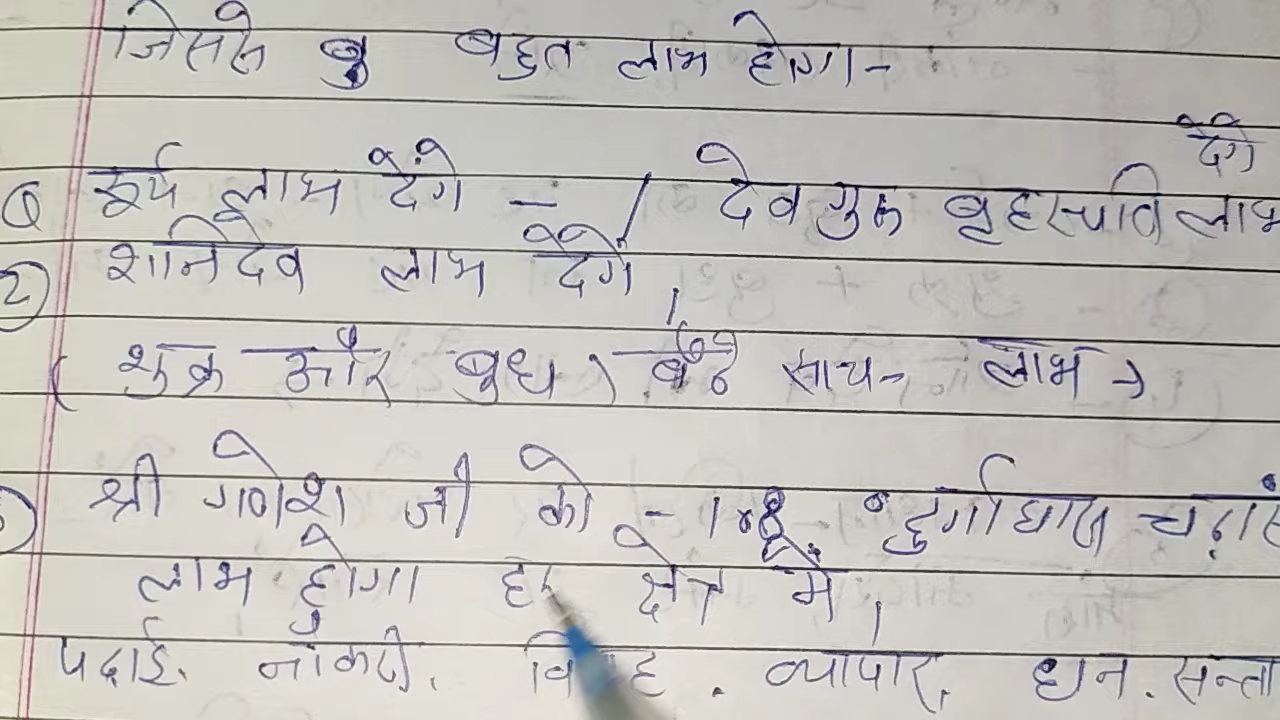 जिससे बहुत लाभ होगा-
देंगे
① सूर्य लाभ देंगे - / देव गुरु बृहस्पति लाभ
② शनिदेव लाभ देंगे,
( शुक्र और बुध ) बैठे साथ- लाभ →
श्री गणेश जी को - 108 दुर्गाघास चढ़ाएं
लाभ होगा हर क्षेत्र में,
पढाई. नौकरी. विवाह. व्यापार, धन. सन्ता